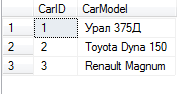 CarID CarModel
1 1 Урал 375Д
2 2 Toyota Dyna 150
3 3 Renault Magnum